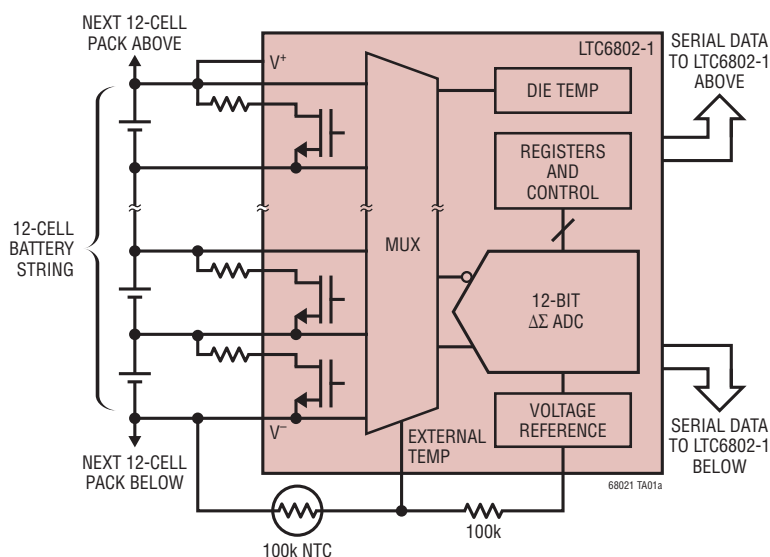 NEXT 12-CELL
PACK ABOVE
V+
LTC6802-1
SERIAL DATA
TO LTC6802-1
ABOVE
DIE TEMP
REGISTERS
AND
CONTROL
12-CELL
BATTERY
STRING
MUX
12-BIT
ΔΣ ADC
VOLTAGE
REFERENCE
V−
EXTERNAL
TEMP
NEXT 12-CELL
PACK BELOW
SERIAL DATA
TO LTC6802-1
BELOW
68021 TA01a
100k NTC
100k